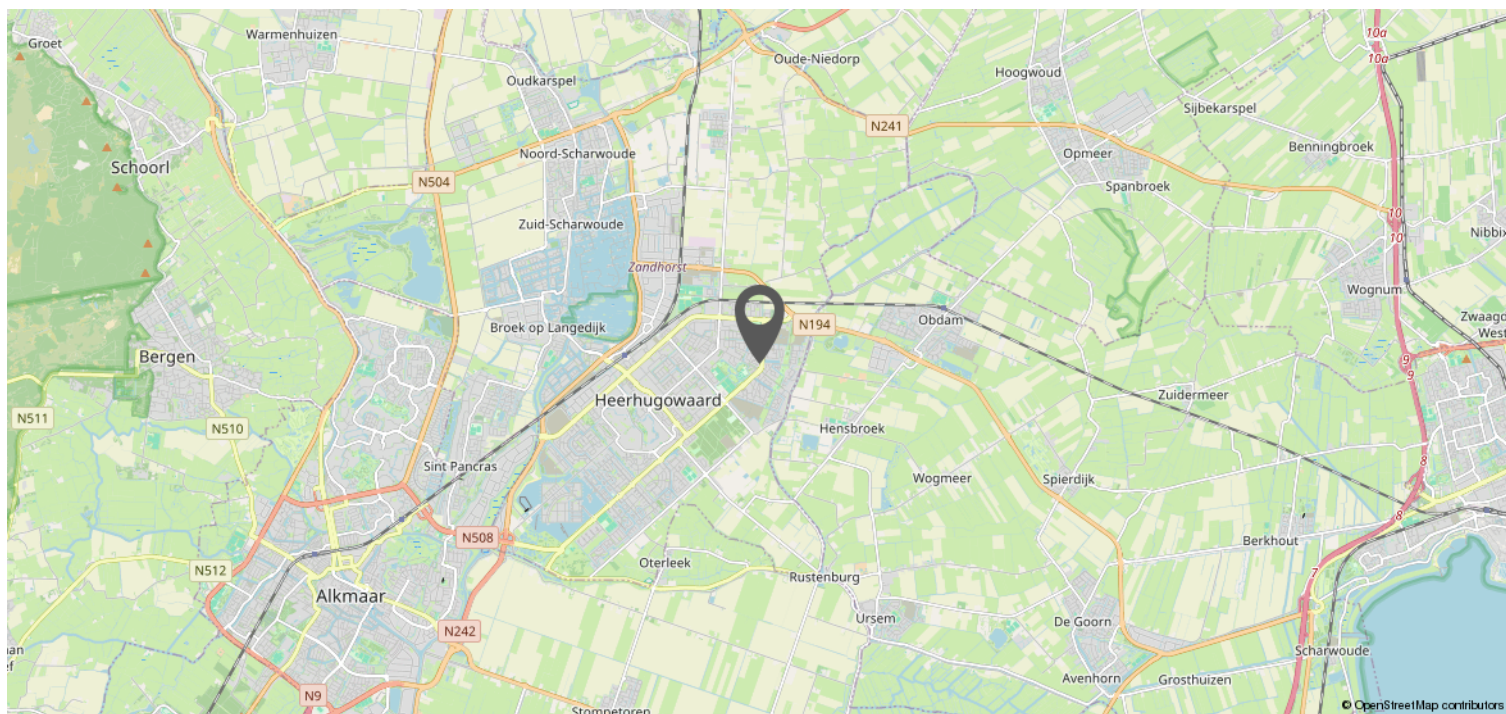 Groet
Warmenhuizen
10a
10a
Oude-Niedorp
Hoogwoud
Oudkarspel
Sijbekarspel
N241
Benningbroek
Noord-Scharwoude
Opmeer
Schoorl
N504
Spanbroek
10
10
Zuid-Scharwoude
Nibbix
Zandhorst
Wognum
Zwaagd
West
Broek op Langedijk
N194
Obdam
Bergen
9
9
Zuidermeer
Heerhugowaard
N511
N510
Hensbroek
Sint Pancras
Wogmeer
Spierdijk
8
8
N508
Berkhout
N512
Oterleek
Rustenburg
7
Alkmaar
Ursem
De Goorn
N242
an
ef
Scharwoude
Avenhorn
Grosthuizen
N9
Stompetoren
© OpenStreetMap contributors